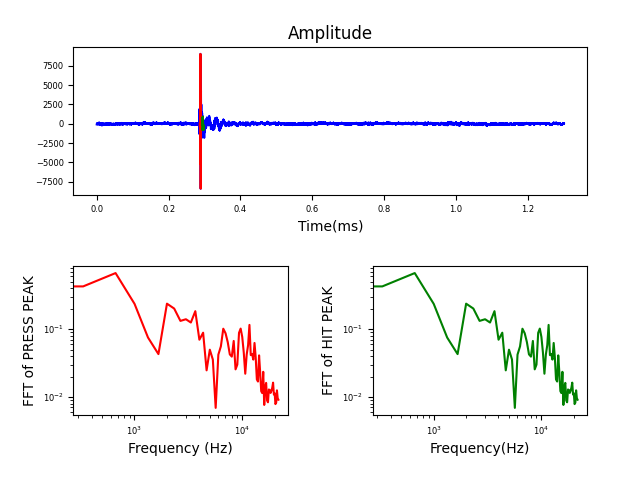 Amplitude
7500
5000
2500
0
−2500
−5000
−7500
0.0 0.2 0.4 0.6 0.8 1.0 1.2
Time(ms)
FFT of PRESS PEAK
10⁻¹
10⁻²
10³ 10⁴
Frequency (Hz)
FFT of HIT PEAK
10⁻¹
10⁻²
10³ 10⁴
Frequency(Hz)